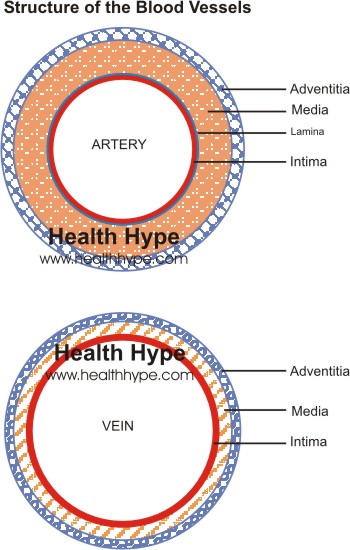 Structure of the Blood Vessels
Adventitia
Media
Lamina
ARTERY
Intima
Health Hype
www.healthhype.com
Health Hype
Adventitia
www.healthhype.com
Media
VEIN
Intima